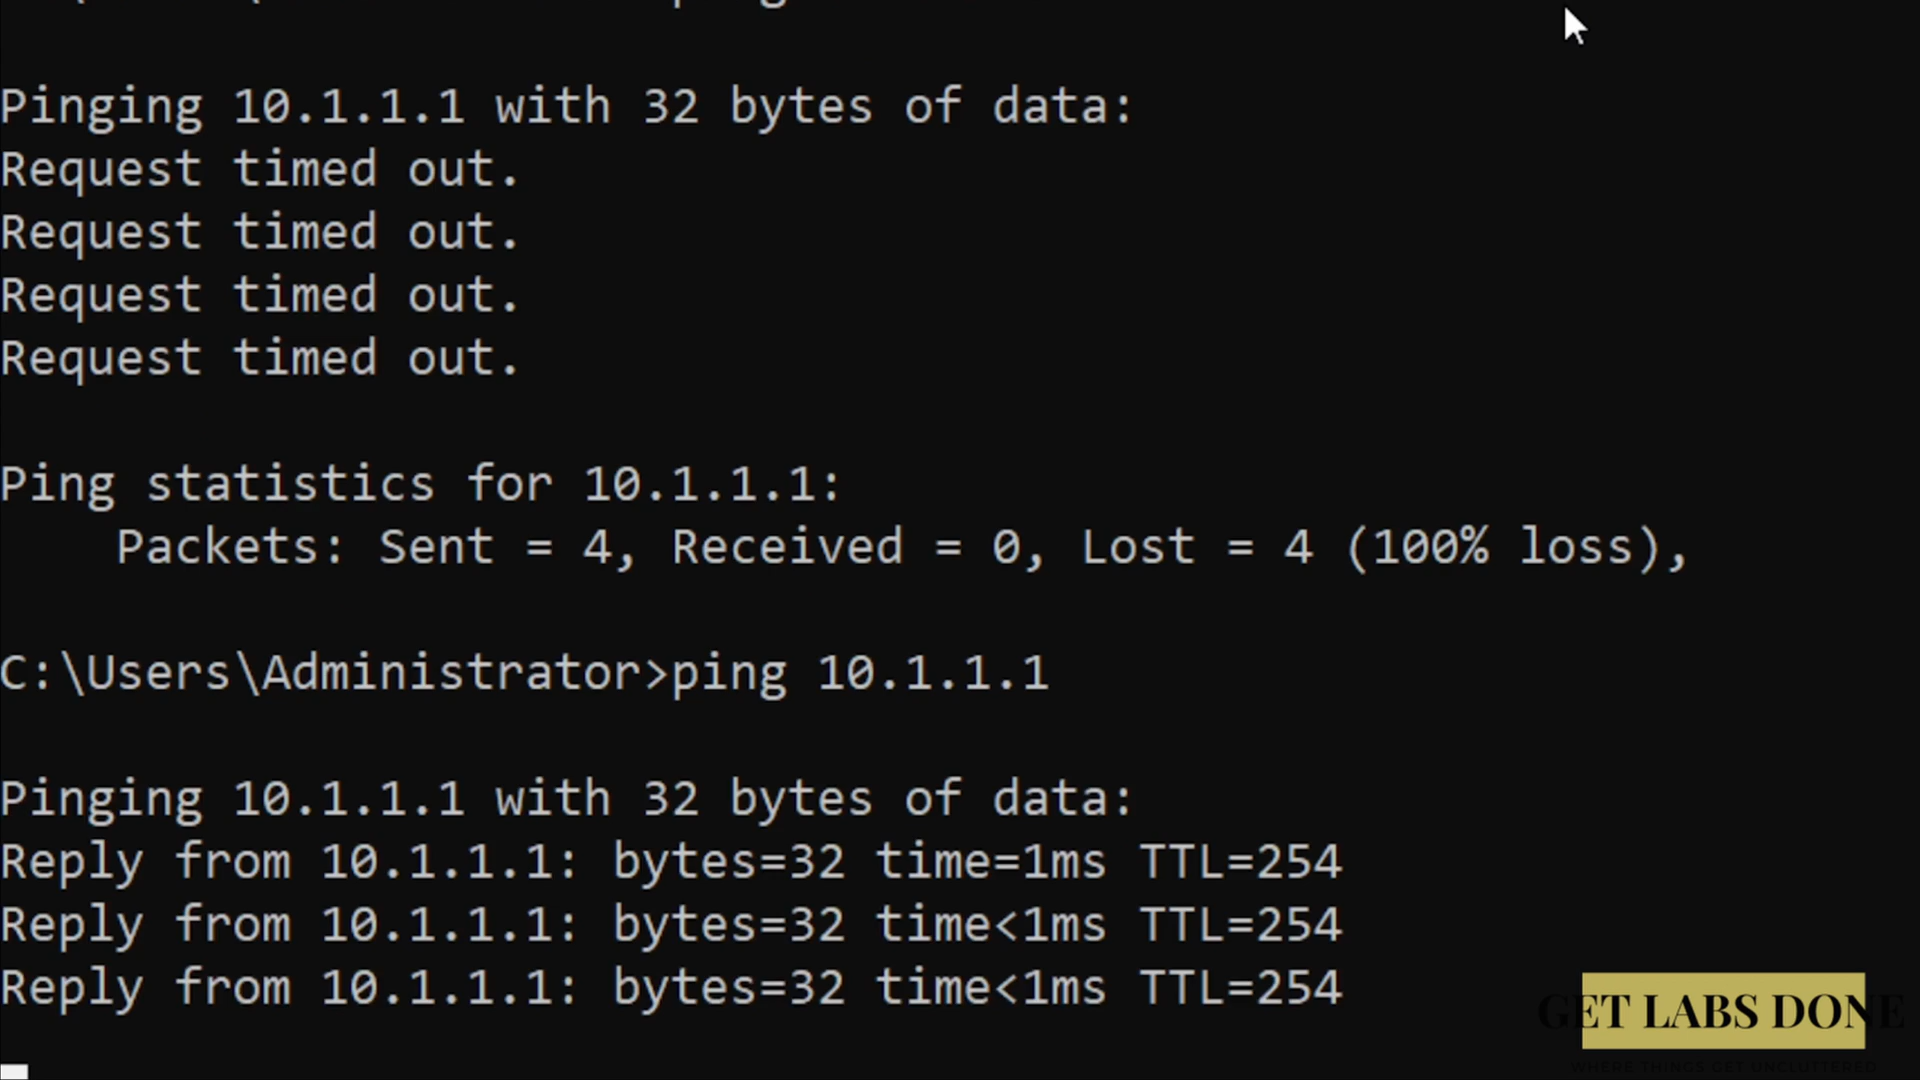 Pinging 10.1.1.1 with 32 bytes of data:
Request timed out.
Request timed out.
Request timed out.
Request timed out.
Ping statistics for 10.1.1.1:
    Packets: Sent = 4, Received = 0, Lost = 4 (100% loss),
C:\Users\Administrator>ping 10.1.1.1
Pinging 10.1.1.1 with 32 bytes of data:
Reply from 10.1.1.1: bytes=32 time=1ms TTL=254
Reply from 10.1.1.1: bytes=32 time<1ms TTL=254
Reply from 10.1.1.1: bytes=32 time<1ms TTL=254
GET LABS DONE
WHERE THINGS GET UNCLUTTERED